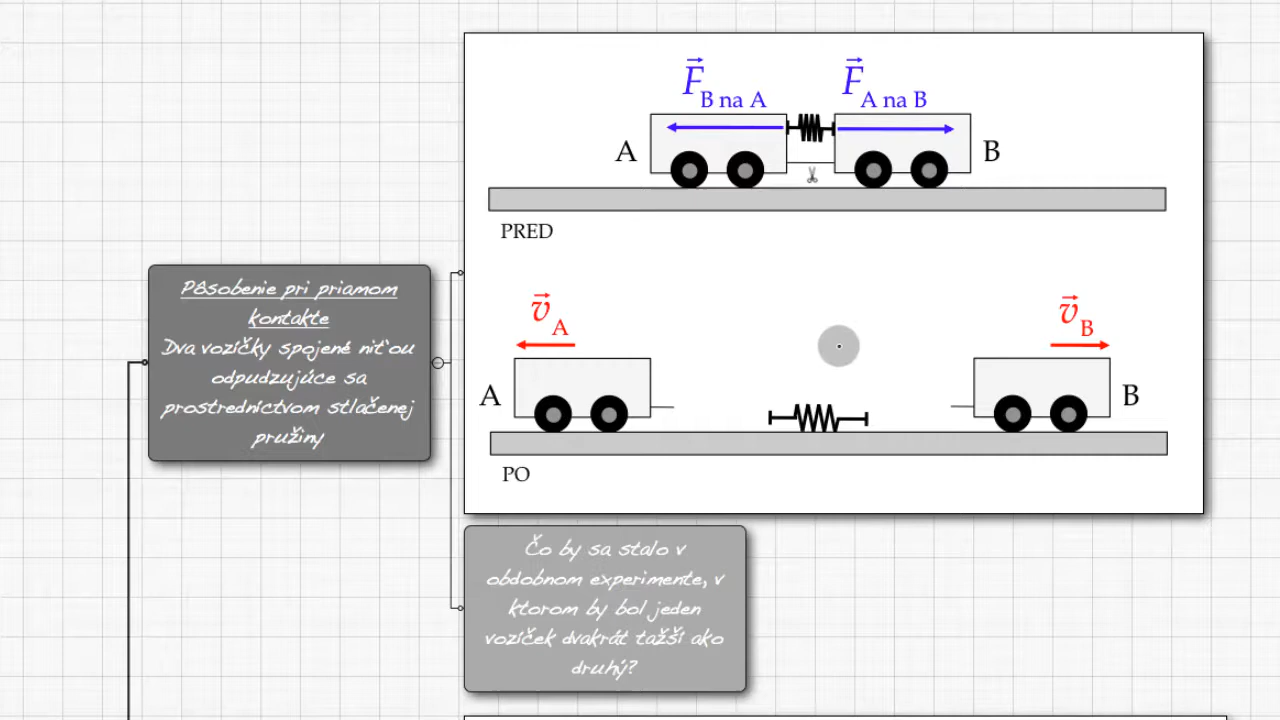 Pôsobenie pri priamom
kontakte
Dva vozíčky spojené niťou
odpudzujúce sa
prostredníctvom stlačenej
pružiny
F B na A
F A na B
A
B
PRED
v A
v B
A
B
PO
Čo by sa stalo v
obdobnom experimente, v
ktorom by bol jeden
vozíček dvakrát tažší ako
druhý?